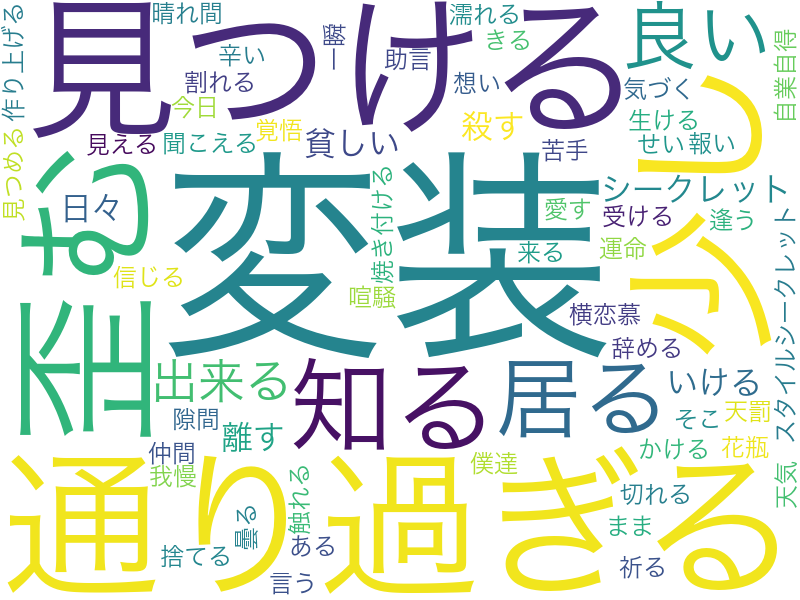 変装
見つける
通り過ぎる
歪む
少し
知る
居る
良い
出来る
いける
離す
貧しい
日々
シークレット
スタイルシークレット
作り上げる
晴れ間
辛い
割れる
今日
覚悟
見える
聞こえる
見つめる
助言
濡れる
きる
想い
殺す
苦手
気づく
生ける
せい
報い
自業自得
受ける
逢う
愛す
運命
来る
焼き付ける
喧騒
信じる
横恋慕
辞める
そこ
天罰
かける
花瓶
天気
隙間
仲間
我慢
捨てる
曇る
触れる
ある
言う
僕達
切れる
まま
祈る